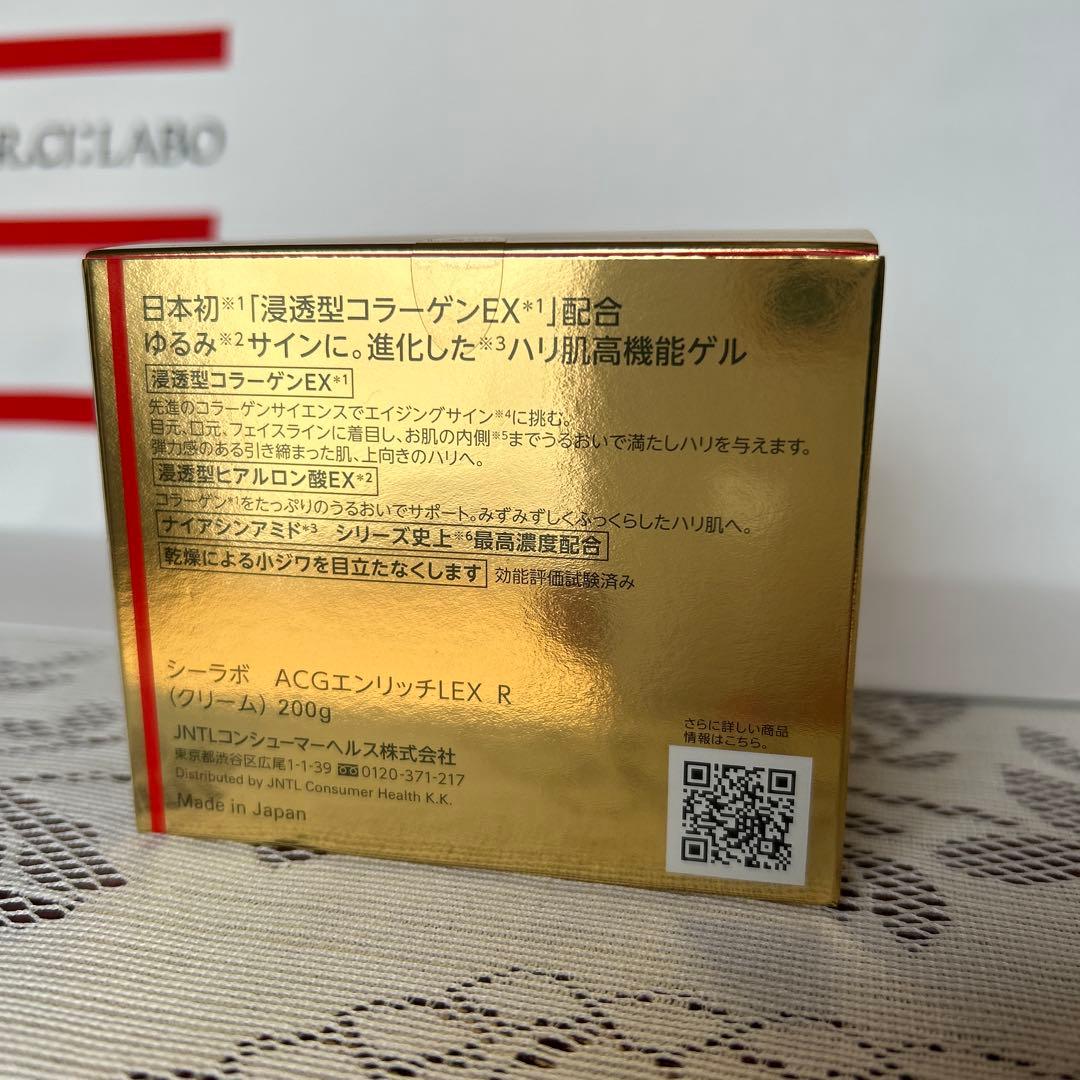 R.CI:LABO
日本初※1「浸透型コラーゲンEX*1」配合
ゆるみ※2サインに。進化した※3ハリ肌高機能ゲル
浸透型コラーゲンEX*1
先進のコラーゲンサイエンスでエイジングサイン※4に挑む。
目元、口元、フェイスラインに着目し、お肌の内側※5までうるおいで満たしハリを与えます。
弾力感のある引き締まった肌、上向きのハリへ。
浸透型ヒアルロン酸EX*2
コラーゲン*1をたっぷりのうるおいでサポート。みずみずしくふっくらしたハリ肌へ。
ナイアシンアミド*3 シリーズ史上※6最高濃度配合
乾燥による小ジワを目立たなくします 効能評価試験済み
シーラボ ACGエンリッチLEX R
(クリーム) 200g
JNTLコンシューマーヘルス株式会社
東京都渋谷区広尾1-1-39 0120-371-217
Distributed by JNTL Consumer Health K.K.
Made in Japan
さらに詳しい商品
情報はこちら。